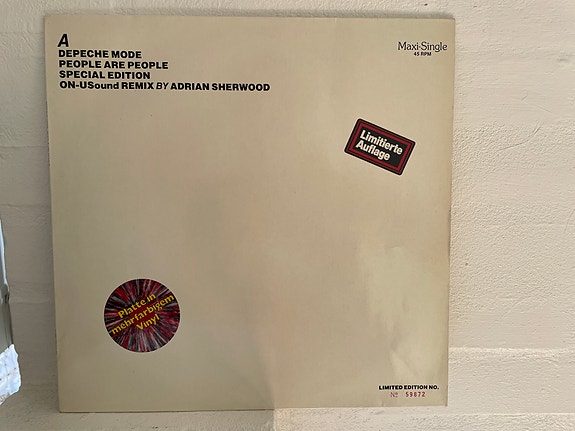 A
DEPECHE MODE
PEOPLE ARE PEOPLE
SPECIAL EDITION
ON-USound REMIX BY ADRIAN SHERWOOD
Maxi-Single
45 RPM
Limitierte
Auflage
Platte in
mehrfarbigem
Vinyl
LIMITED EDITION NO.
Nº 59872